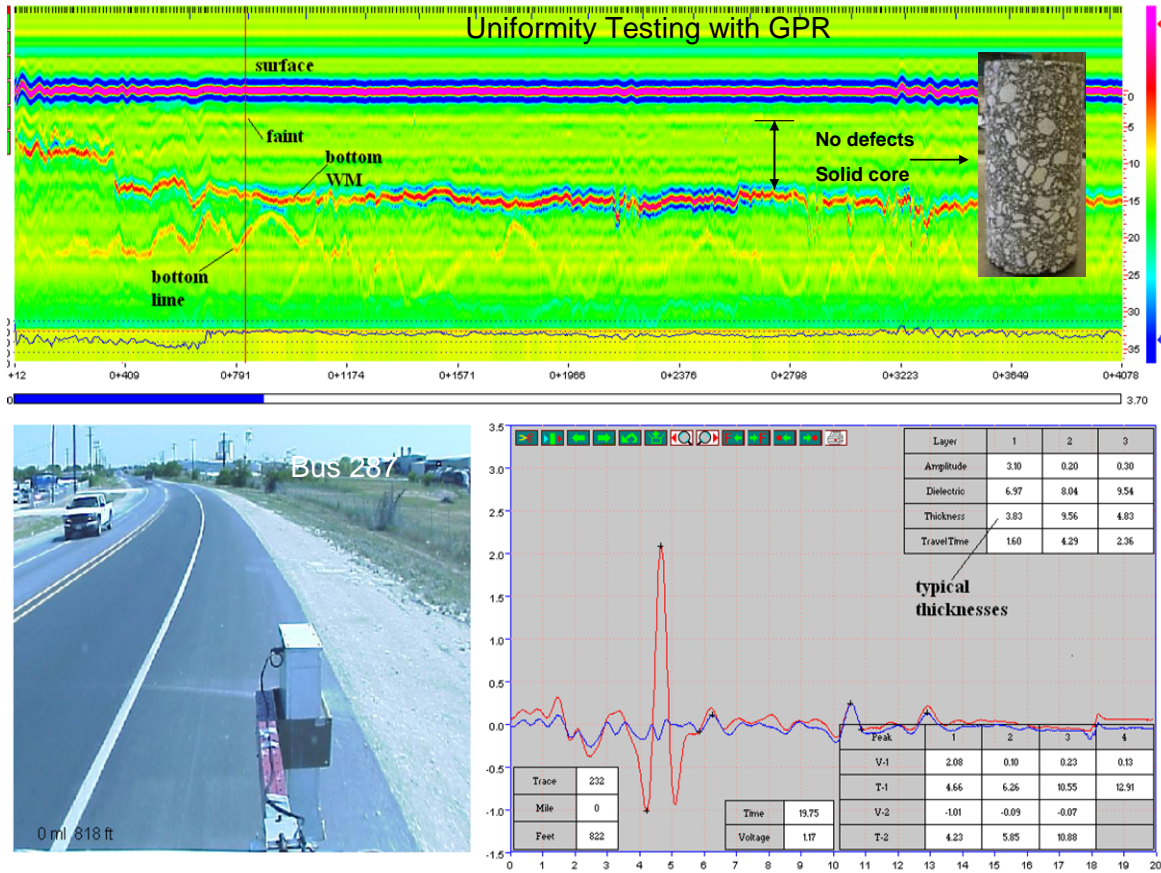 Uniformity Testing with GPR
surface
faint
bottom
WM
bottom
lime
No defects
Solid core
0
5
10
15
20
25
30
35
+12 0+409 0+791 0+1174 0+1571 0+1966 0+2376 0+2798 0+3223 0+3649 0+4078
0 3.70
Bus 287
0 mi 818 ft
3.5
3.0
2.5
2.0
1.5
1.0
0.5
0.0
-0.5
-1.0
-1.5
0 1 2 3 4 5 6 7 8 9 10 11 12 13 14 15 16 17 18 19 20
Layer 1 2 3
Amplitude 3.10 0.20 0.30
Dielectric 6.97 8.04 9.54
Thickness 3.83 9.56 4.83
TravelTime 1.60 4.29 2.36
typical
thicknesses
Trace 232
Mile 0
Feet 822
Time 19.75
Voltage 1.17
Peak 1 2 3 4
V-1 2.08 0.10 0.23 0.13
T-1 4.66 6.26 10.55 12.91
V-2 -1.01 -0.09 -0.07
T-2 4.23 5.85 10.88